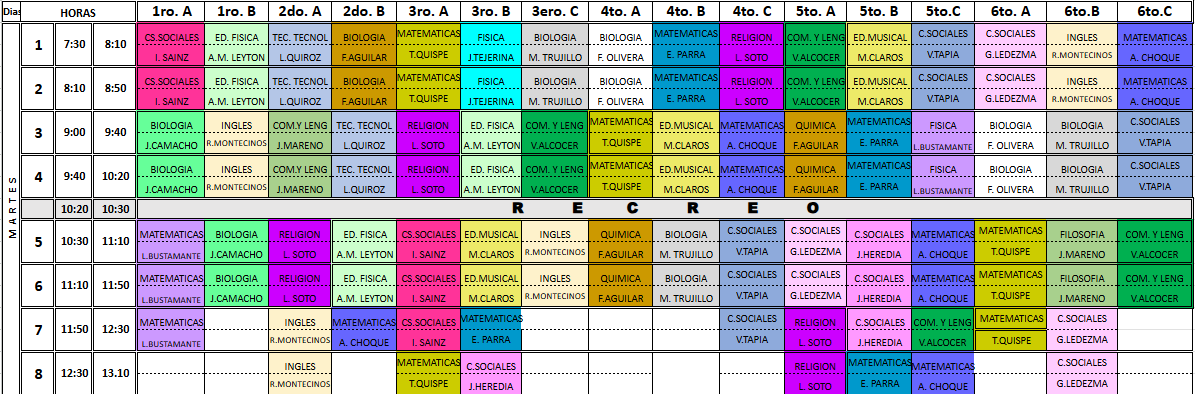 Dias HORAS 1ro. A 1ro. B 2do. A 2do. B 3ro. A 3ro. B 3ero. C 4to. A 4to. B 4to. C 5to. A 5to. B 5to.C 6to. A 6to.B 6to.C
MARTES
1 7:30 8:10 CS.SOCIALES ED. FISICA TEC. TECNOL BIOLOGIA MATEMATICAS FISICA BIOLOGIA BIOLOGIA MATEMATICAS RELIGION COM. Y LENG ED.MUSICAL C.SOCIALES C.SOCIALES INGLES MATEMATICAS
I. SAINZ A.M. LEYTON L.QUIROZ F.AGUILAR T.QUISPE J.TEJERINA M. TRUJILLO F. OLIVERA E. PARRA L. SOTO V.ALCOCER M.CLAROS V.TAPIA G.LEDEZMA R.MONTECINOS A. CHOQUE
2 8:10 8:50 CS.SOCIALES ED. FISICA TEC. TECNOL BIOLOGIA MATEMATICAS FISICA BIOLOGIA BIOLOGIA MATEMATICAS RELIGION COM. Y LENG ED.MUSICAL C.SOCIALES C.SOCIALES INGLES MATEMATICAS
I. SAINZ A.M. LEYTON L.QUIROZ F.AGUILAR T.QUISPE J.TEJERINA M. TRUJILLO F. OLIVERA E. PARRA L. SOTO V.ALCOCER M.CLAROS V.TAPIA G.LEDEZMA R.MONTECINOS A. CHOQUE
3 9:00 9:40 BIOLOGIA INGLES COM.Y LENG TEC. TECNOL RELIGION ED. FISICA COM. Y LENG MATEMATICAS ED.MUSICAL MATEMATICAS QUIMICA MATEMATICAS FISICA BIOLOGIA BIOLOGIA C.SOCIALES
J.CAMACHO R.MONTECINOS J.MARENO L.QUIROZ L. SOTO A.M. LEYTON V.ALCOCER T.QUISPE M.CLAROS A. CHOQUE F.AGUILAR E. PARRA L.BUSTAMANTE F. OLIVERA M. TRUJILLO V.TAPIA
4 9:40 10:20 BIOLOGIA INGLES COM.Y LENG TEC. TECNOL RELIGION ED. FISICA COM. Y LENG MATEMATICAS ED.MUSICAL MATEMATICAS QUIMICA MATEMATICAS FISICA BIOLOGIA BIOLOGIA C.SOCIALES
J.CAMACHO R.MONTECINOS J.MARENO L.QUIROZ L. SOTO A.M. LEYTON V.ALCOCER T.QUISPE M.CLAROS A. CHOQUE F.AGUILAR E. PARRA L.BUSTAMANTE F. OLIVERA M. TRUJILLO V.TAPIA
10:20 10:30 R E C R E O
5 10:30 11:10 MATEMATICAS BIOLOGIA RELIGION ED. FISICA CS.SOCIALES ED.MUSICAL INGLES QUIMICA BIOLOGIA C.SOCIALES C.SOCIALES C.SOCIALES MATEMATICAS MATEMATICAS FILOSOFIA COM. Y LENG
L.BUSTAMANTE J.CAMACHO L. SOTO A.M. LEYTON I. SAINZ M.CLAROS R.MONTECINOS F.AGUILAR M. TRUJILLO V.TAPIA G.LEDEZMA J.HEREDIA A. CHOQUE T.QUISPE J.MARENO V.ALCOCER
6 11:10 11:50 MATEMATICAS BIOLOGIA RELIGION ED. FISICA CS.SOCIALES ED.MUSICAL INGLES QUIMICA BIOLOGIA C.SOCIALES C.SOCIALES C.SOCIALES MATEMATICAS MATEMATICAS FILOSOFIA COM. Y LENG
L.BUSTAMANTE J.CAMACHO L. SOTO A.M. LEYTON I. SAINZ M.CLAROS R.MONTECINOS F.AGUILAR M. TRUJILLO V.TAPIA G.LEDEZMA J.HEREDIA A. CHOQUE T.QUISPE J.MARENO V.ALCOCER
7 11:50 12:30 MATEMATICAS INGLES MATEMATICAS CS.SOCIALES MATEMATICAS C.SOCIALES RELIGION C.SOCIALES COM. Y LENG MATEMATICAS C.SOCIALES
L.BUSTAMANTE R.MONTECINOS A. CHOQUE I. SAINZ E. PARRA V.TAPIA L. SOTO J.HEREDIA V.ALCOCER T.QUISPE G.LEDEZMA
8 12:30 13.10 INGLES MATEMATICAS C.SOCIALES RELIGION MATEMATICAS MATEMATICAS C.SOCIALES
R.MONTECINOS T.QUISPE J.HEREDIA L. SOTO E. PARRA A. CHOQUE G.LEDEZMA